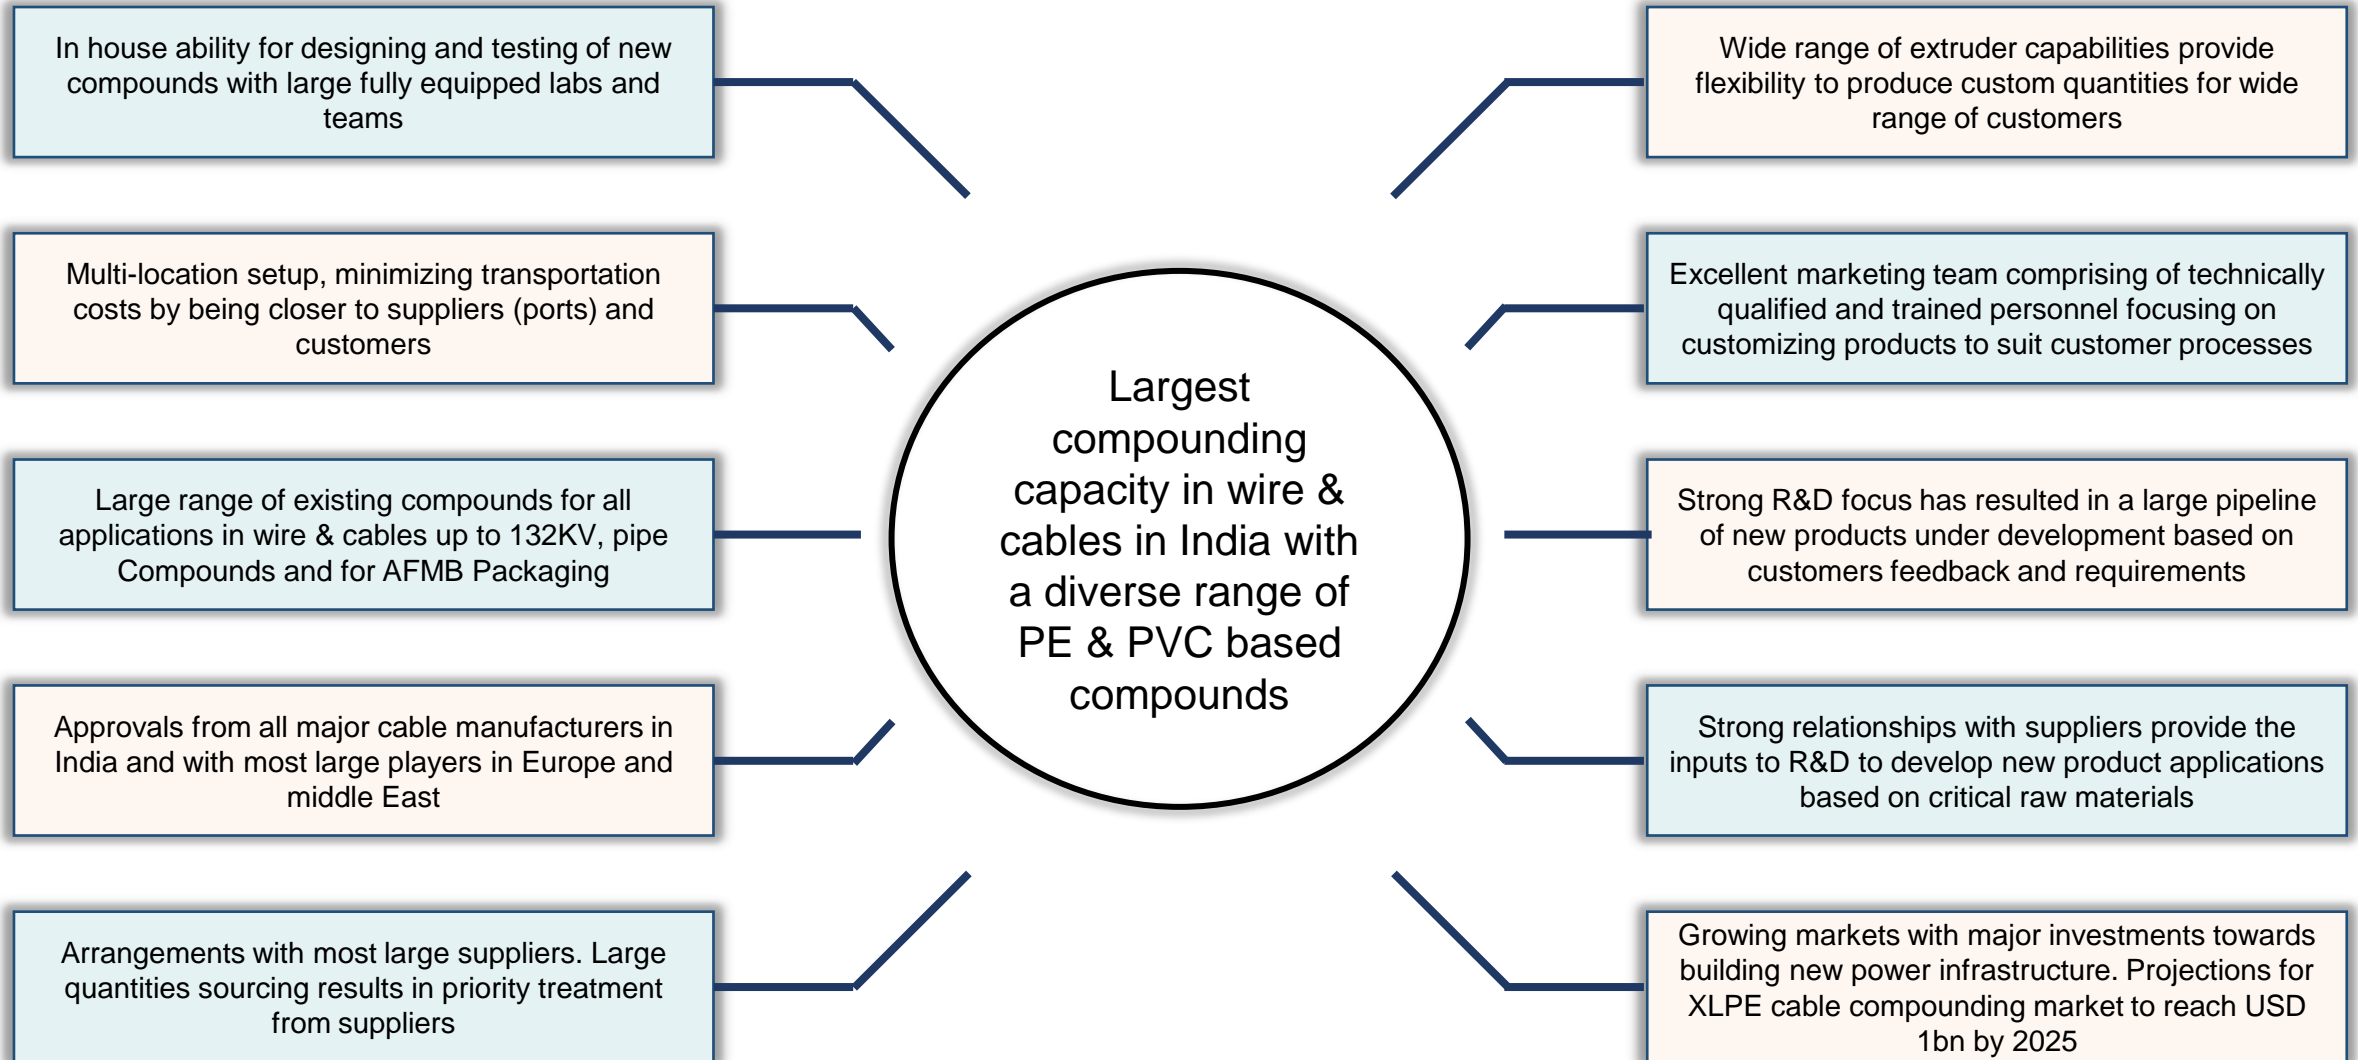 In house ability for designing and testing of new
compounds with large fully equipped labs and
teams
Multi-location setup, minimizing transportation
costs by being closer to suppliers (ports) and
customers
Large range of existing compounds for all
applications in wire & cables up to 132KV, pipe
Compounds and for AFMB Packaging
Approvals from all major cable manufacturers in
India and with most large players in Europe and
middle East
Arrangements with most large suppliers. Large
quantities sourcing results in priority treatment
from suppliers
Largest
compounding
capacity in wire &
cables in India with
a diverse range of
PE & PVC based
compounds
Wide range of extruder capabilities provide
flexibility to produce custom quantities for wide
range of customers
Excellent marketing team comprising of technically
qualified and trained personnel focusing on
customizing products to suit customer processes
Strong R&D focus has resulted in a large pipeline
of new products under development based on
customers feedback and requirements
Strong relationships with suppliers provide the
inputs to R&D to develop new product applications
based on critical raw materials
Growing markets with major investments towards
building new power infrastructure. Projections for
XLPE cable compounding market to reach USD
1bn by 2025